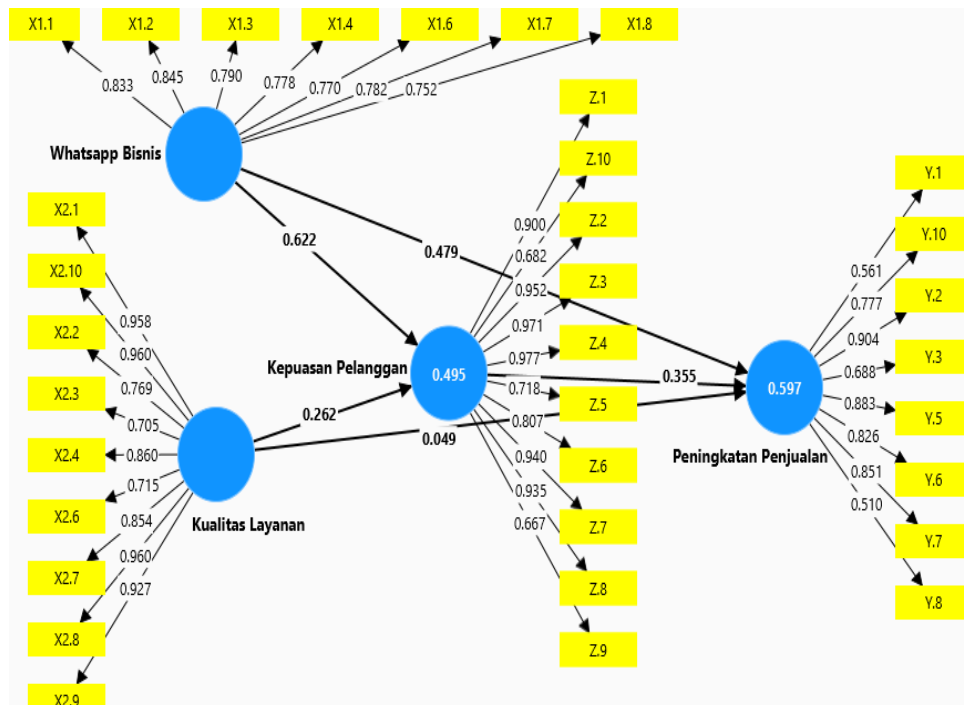 X1.1
X1.2
X1.3
X1.4
X1.6
X1.7
X1.8
0.833
0.845
0.790
0.778
0.770
0.782
0.752
Whatsapp Bisnis
X2.1
X2.10
X2.2
X2.3
X2.4
X2.6
X2.7
X2.8
X2.9
0.958
0.960
0.769
0.705
0.860
0.715
0.854
0.960
0.927
Kualitas Layanan
0.622
0.479
0.262
0.049
0.355
Kepuasan Pelanggan
0.495
0.900
0.682
0.952
0.971
0.977
0.718
0.807
0.940
0.935
0.667
Z.1
Z.10
Z.2
Z.3
Z.4
Z.5
Z.6
Z.7
Z.8
Z.9
0.597
Peningkatan Penjualan
0.561
0.777
0.904
0.688
0.883
0.826
0.851
0.510
Y.1
Y.10
Y.2
Y.3
Y.5
Y.6
Y.7
Y.8